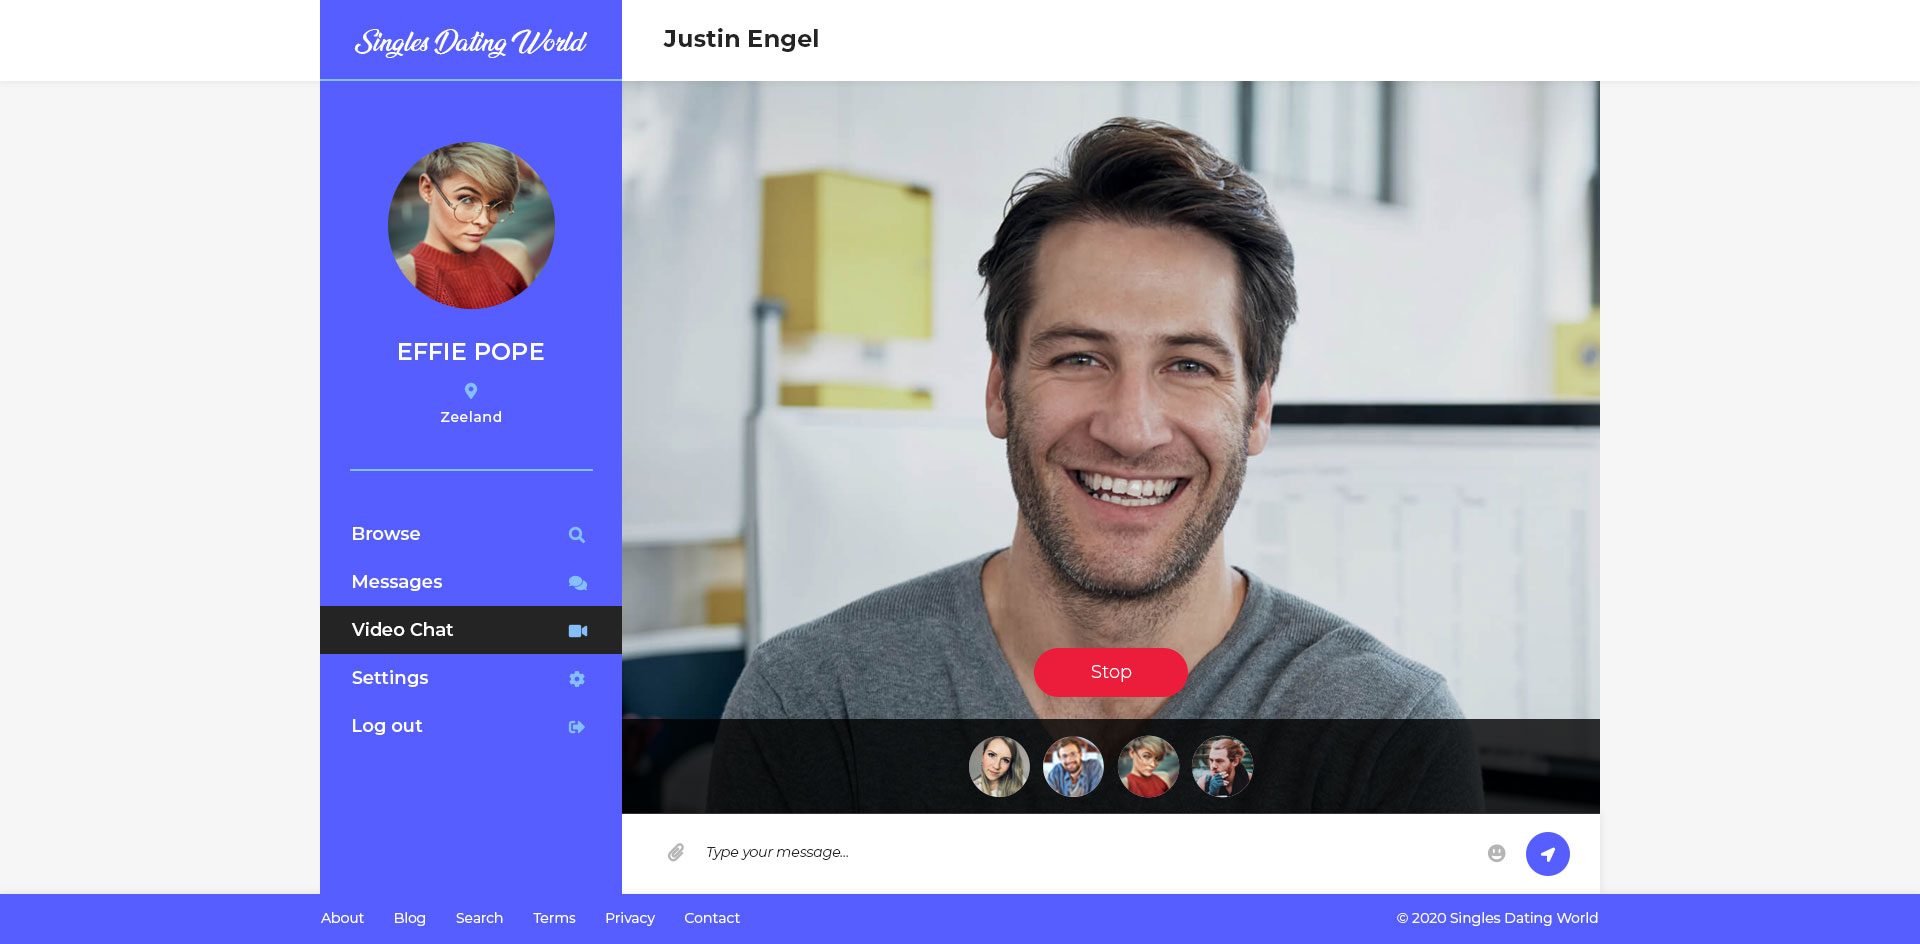 Singles Dating World
Justin Engel
EFFIE POPE
Zeeland
Browse
Messages
Video Chat
Settings
Log out
Stop
Type your message...
About Blog Search Terms Privacy Contact
© 2020 Singles Dating World